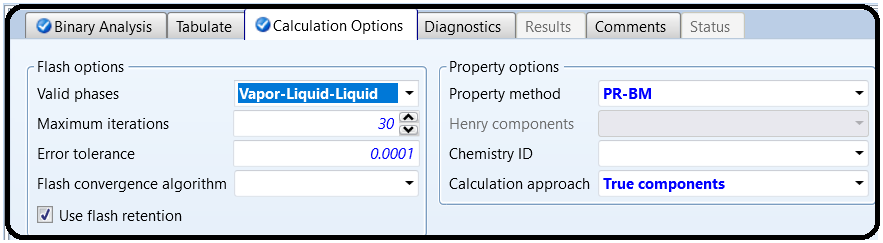 Binary Analysis Tabulate Calculation Options Diagnostics Results Comments Status
Flash options
Valid phases Vapor-Liquid-Liquid
Maximum iterations 30
Error tolerance 0.0001
Flash convergence algorithm
Use flash retention
Property options
Property method PR-BM
Henry components
Chemistry ID
Calculation approach True components